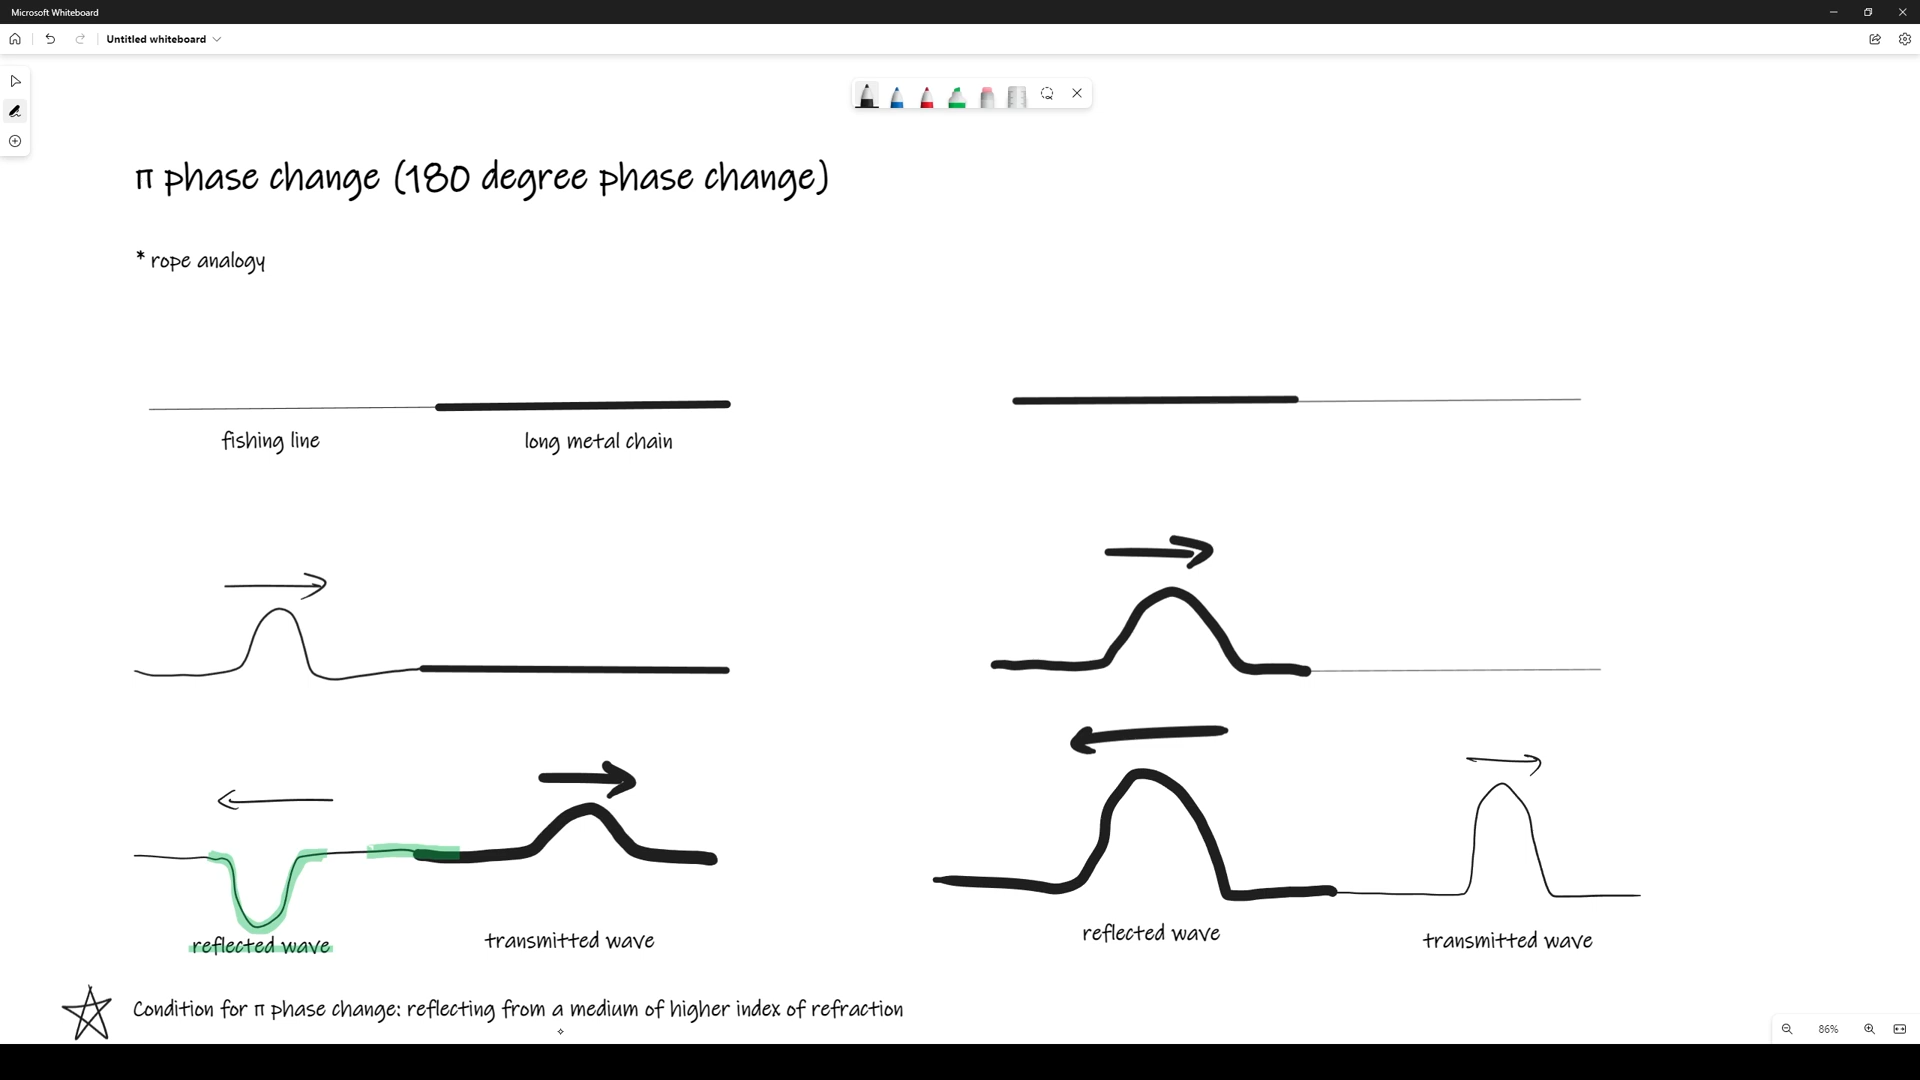 Microsoft Whiteboard
Untitled whiteboard
π phase change (180 degree phase change)
* rope analogy
fishing line
long metal chain
reflected wave
transmitted wave
reflected wave
transmitted wave
Condition for π phase change: reflecting from a medium of higher index of refraction
86%